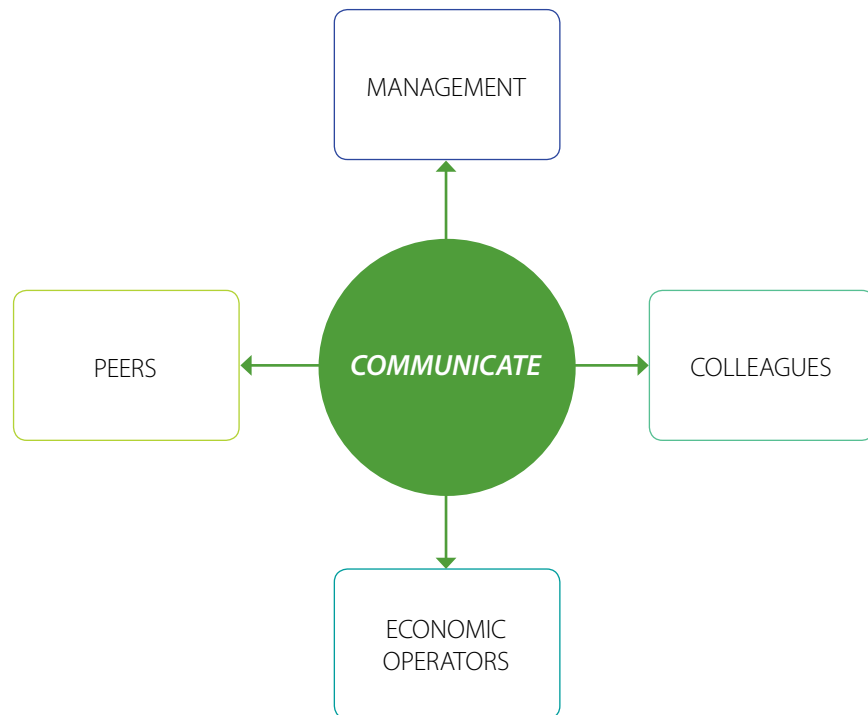 MANAGEMENT
PEERS
COMMUNICATE
COLLEAGUES
ECONOMIC
OPERATORS